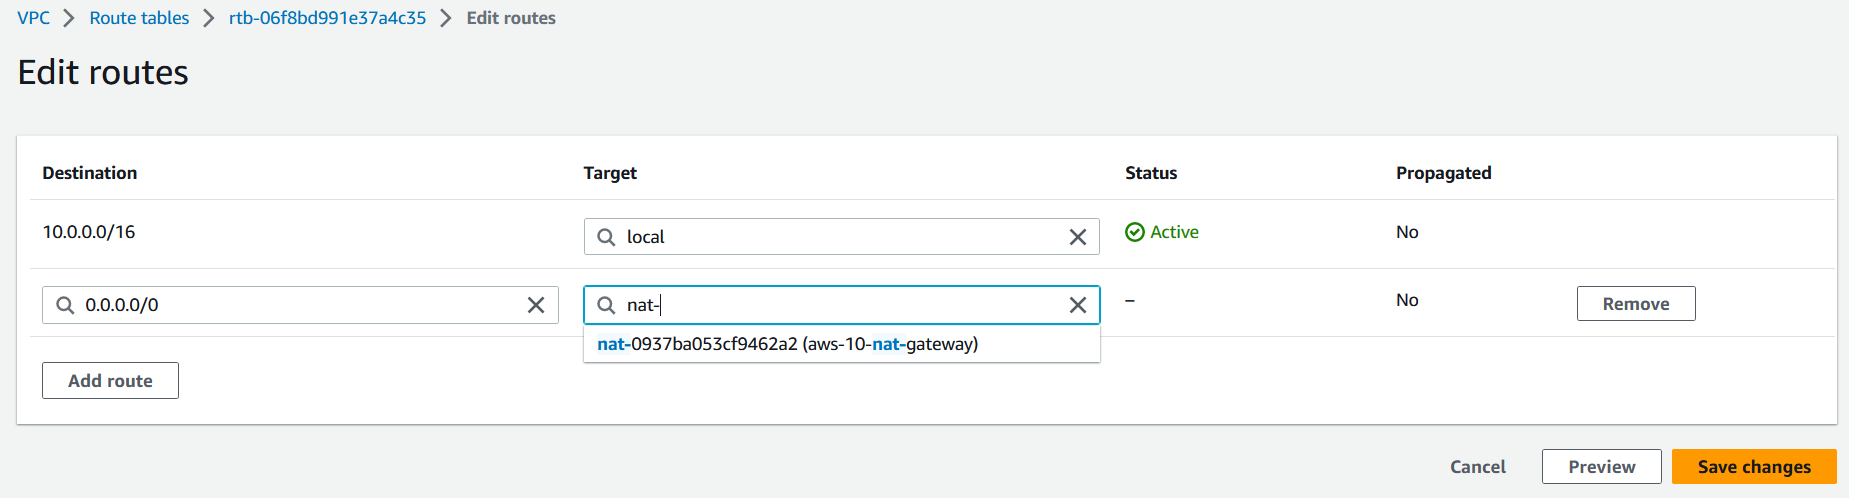 VPC > Route tables > rtb-06f8bd991e37a4c35 > Edit routes
Edit routes
Destination Target Status Propagated
10.0.0.0/16 local Active No
0.0.0.0/0 nat- – No Remove
nat-0937ba053cf9462a2 (aws-10-nat-gateway)
Add route
Cancel Preview Save changes